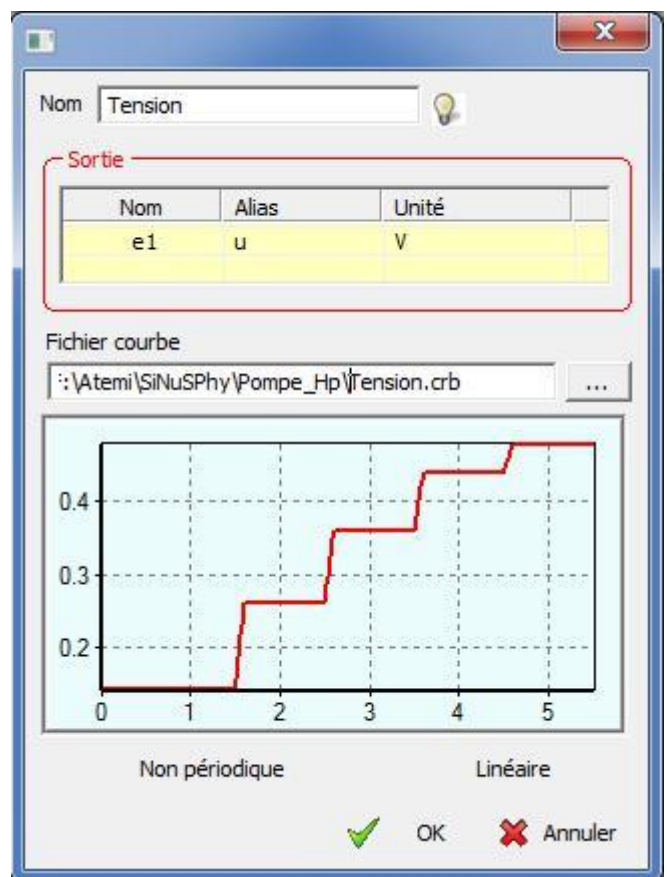 Nom Tension
Sortie
Nom Alias Unité
e1 u V
Fichier courbe
:\Atemi\SiNuSPhy\Pompe_Hp\Tension.crb ...
0.4
0.3
0.2
0 1 2 3 4 5
Non périodique Linéaire
OK Annuler